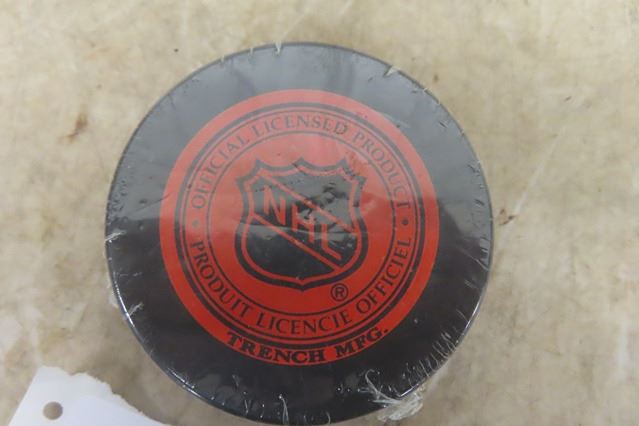 OFFICIAL LICENSED PRODUCT
NHL
®
• PRODUIT LICENCIE OFFICIEL •
TRENCH MFG.